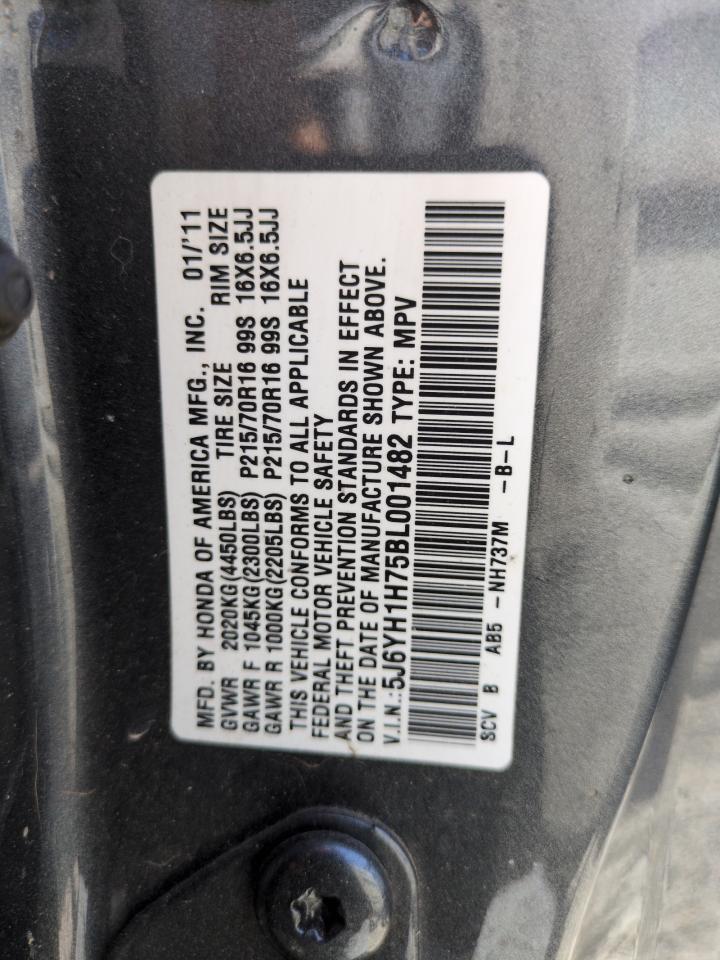 MFD. BY HONDA OF AMERICA MFG., INC. 01/'11
GVWR 2020KG(4450LBS) TIRE SIZE RIM SIZE
GAWR F 1045KG(2300LBS) P215/70R16 99S 16X6.5JJ
GAWR R 1000KG(2205LBS) P215/70R16 99S 16X6.5JJ
THIS VEHICLE CONFORMS TO ALL APPLICABLE
FEDERAL MOTOR VEHICLE SAFETY
AND THEFT PREVENTION STANDARDS IN EFFECT
ON THE DATE OF MANUFACTURE SHOWN ABOVE.
V.I.N.:5J6YH1H75BL001482 TYPE: MPV
SCV B AB5 -NH737M -B-L